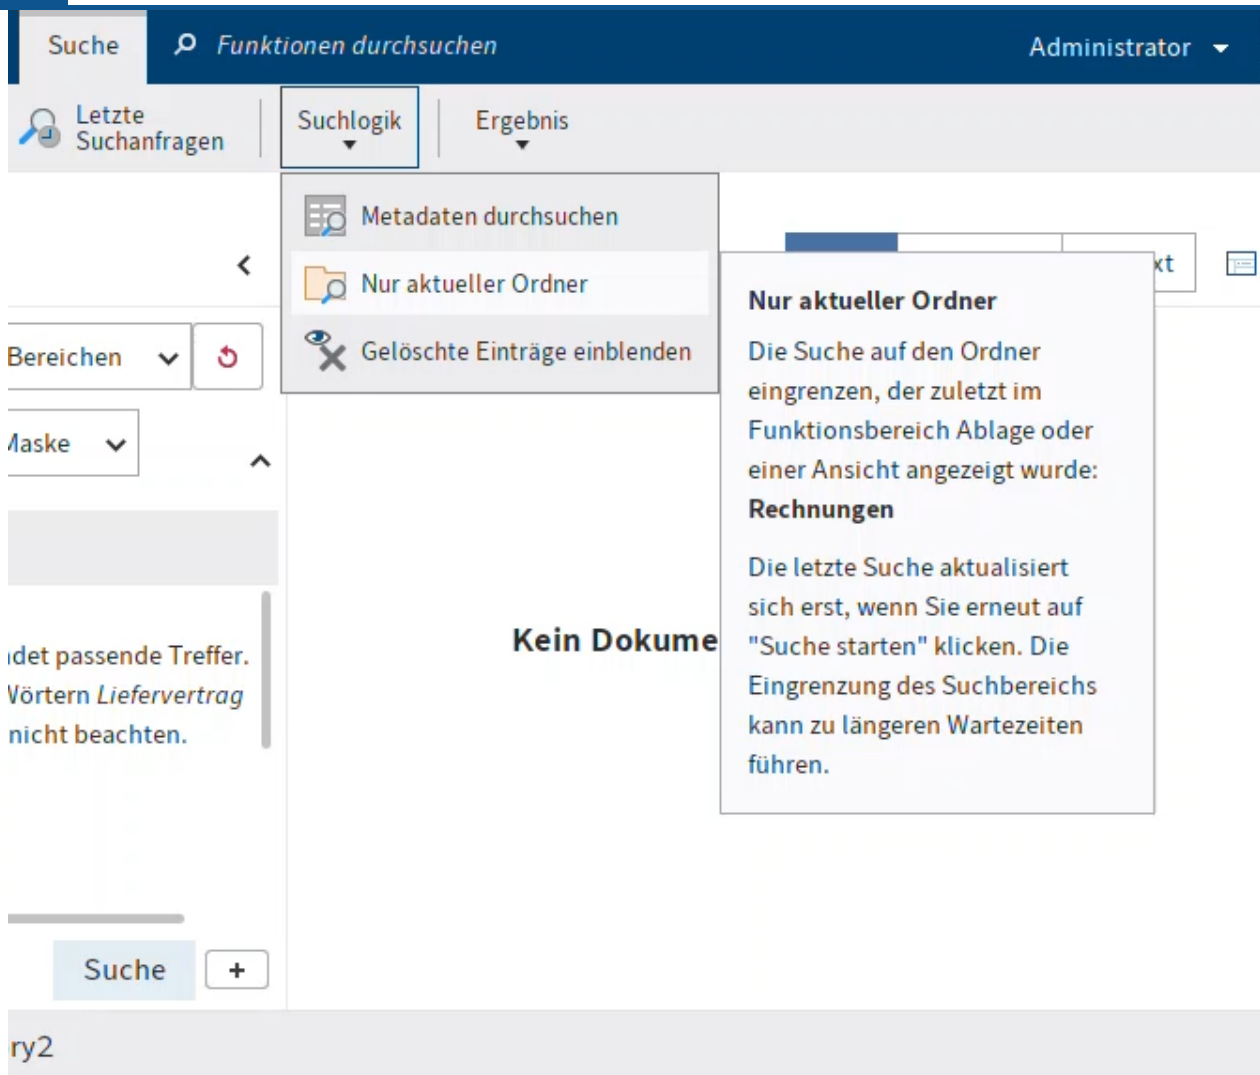 Suche
Funktionen durchsuchen
Administrator
Letzte
Suchanfragen
Suchlogik
Ergebnis
Metadaten durchsuchen
Nur aktueller Ordner
Gelöschte Einträge einblenden
Bereichen
Nur aktueller Ordner
Die Suche auf den Ordner
eingrenzen, der zuletzt im
Funktionsbereich Ablage oder
einer Ansicht angezeigt wurde:
Rechnungen
Die letzte Suche aktualisiert
sich erst, wenn Sie erneut auf
"Suche starten" klicken. Die
Eingrenzung des Suchbereichs
kann zu längeren Wartezeiten
führen.
Maske
passende Treffer.
Wörtern Liefervertrag
nicht beachten.
Kein Dokume
Suche
+
ry2